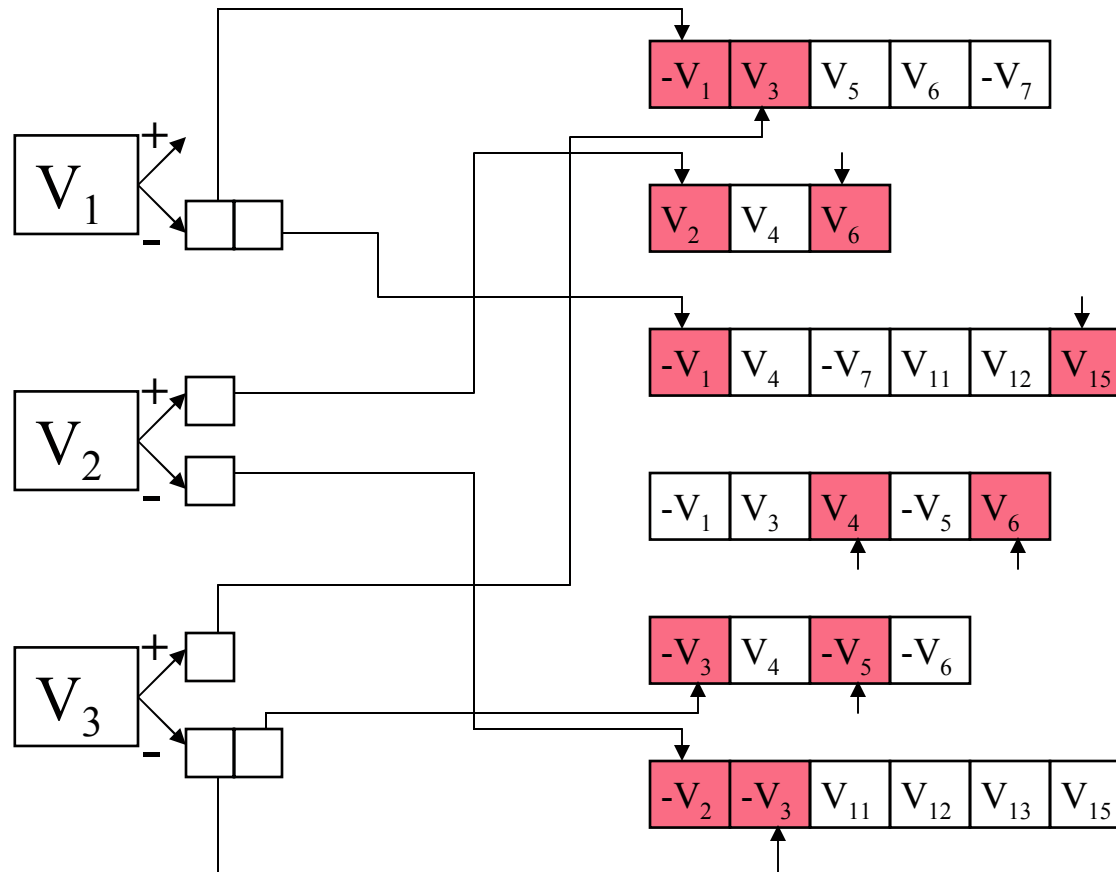 -V₁ V₃ V₅ V₆ -V₇
+
V₁
-
V₂ V₄ V₆
-V₁ V₄ -V₇ V₁₁ V₁₂ V₁₅
+
V₂
-
-V₁ V₃ V₄ -V₅ V₆
+
V₃
-
-V₃ V₄ -V₅ -V₆
-V₂ -V₃ V₁₁ V₁₂ V₁₃ V₁₅